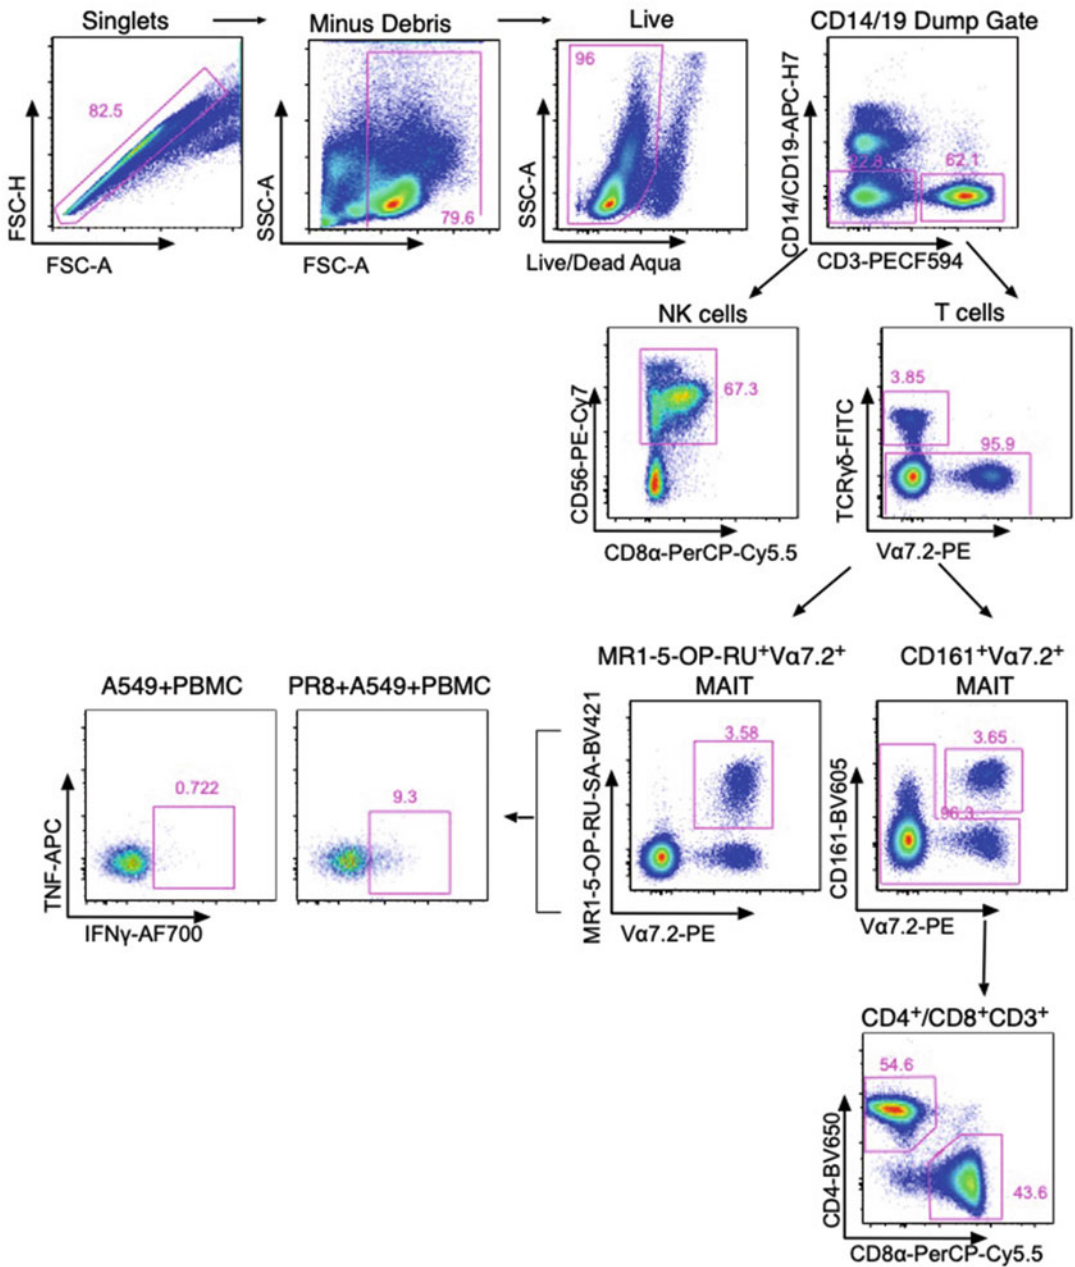 Singlets
Minus Debris
Live
CD14/19 Dump Gate
82.5
FSC-H
FSC-A
79.6
SSC-A
FSC-A
96
SSC-A
Live/Dead Aqua
22.8
62.1
CD14/CD19-APC-H7
CD3-PECF594
NK cells
67.3
CD56-PE-Cy7
CD8α-PerCP-Cy5.5
T cells
3.85
95.9
TCRγδ-FITC
Vα7.2-PE
A549+PBMC
0.722
TNF-APC
IFNγ-AF700
PR8+A549+PBMC
9.3
MR1-5-OP-RU⁺Vα7.2⁺
MAIT
3.58
MR1-5-OP-RU-SA-BV421
Vα7.2-PE
CD161⁺Vα7.2⁺
MAIT
3.65
96.3
CD161-BV605
Vα7.2-PE
CD4⁺/CD8⁺CD3⁺
54.6
43.6
CD4-BV650
CD8α-PerCP-Cy5.5